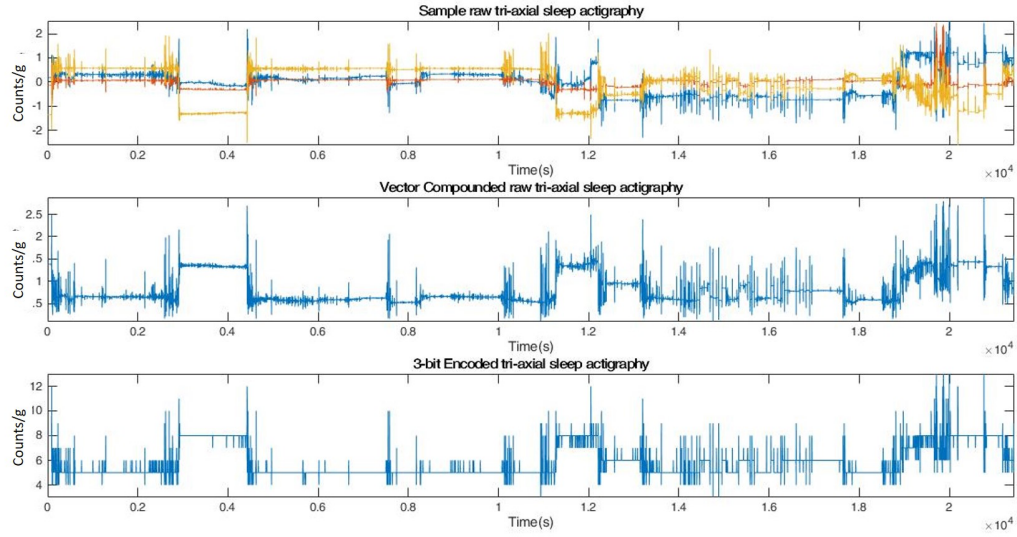 Sample raw tri-axial sleep actigraphy
Counts/g
2
1
0
-1
-2
0 0.2 0.4 0.6 0.8 1 1.2 1.4 1.6 1.8 2
Time(s)
×10⁴
Vector Compounded raw tri-axial sleep actigraphy
Counts/g
2.5
2
.5
1
.5
0 0.2 0.4 0.6 0.8 1 1.2 1.4 1.6 1.8 2
Time(s)
×10⁴
3-bit Encoded tri-axial sleep actigraphy
Counts/g
12
10
8
6
4
0 0.2 0.4 0.6 0.8 1 1.2 1.4 1.6 1.8 2
Time(s)
×10⁴